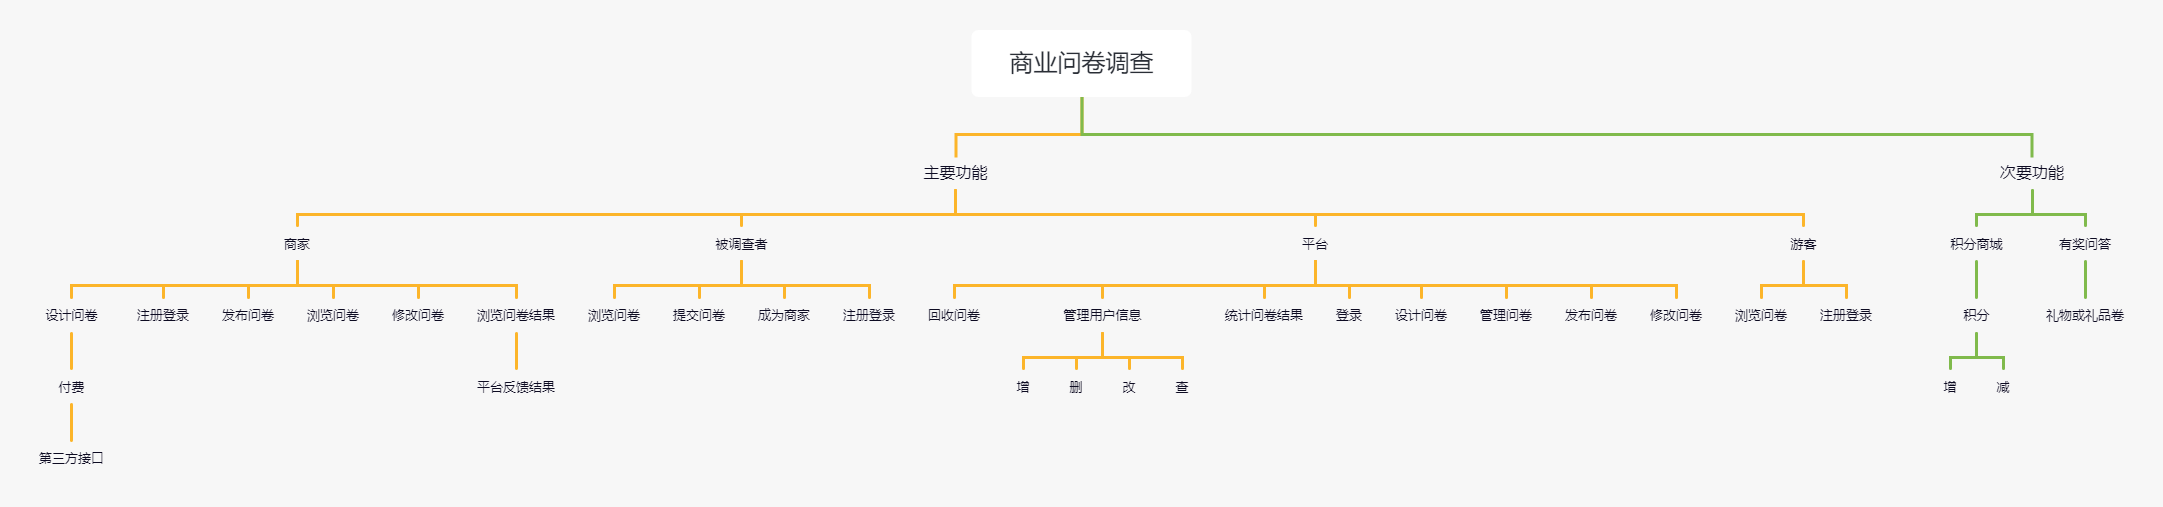 商业问卷调查
主要功能
次要功能
商家
被调查者
平台
游客
积分商城
有奖问答
设计问卷
注册登录
发布问卷
浏览问卷
修改问卷
浏览问卷结果
浏览问卷
提交问卷
成为商家
注册登录
回收问卷
管理用户信息
统计问卷结果
登录
设计问卷
管理问卷
发布问卷
修改问卷
浏览问卷
注册登录
积分
礼物或礼品卷
付费
平台反馈结果
增
删
改
查
增
减
第三方接口